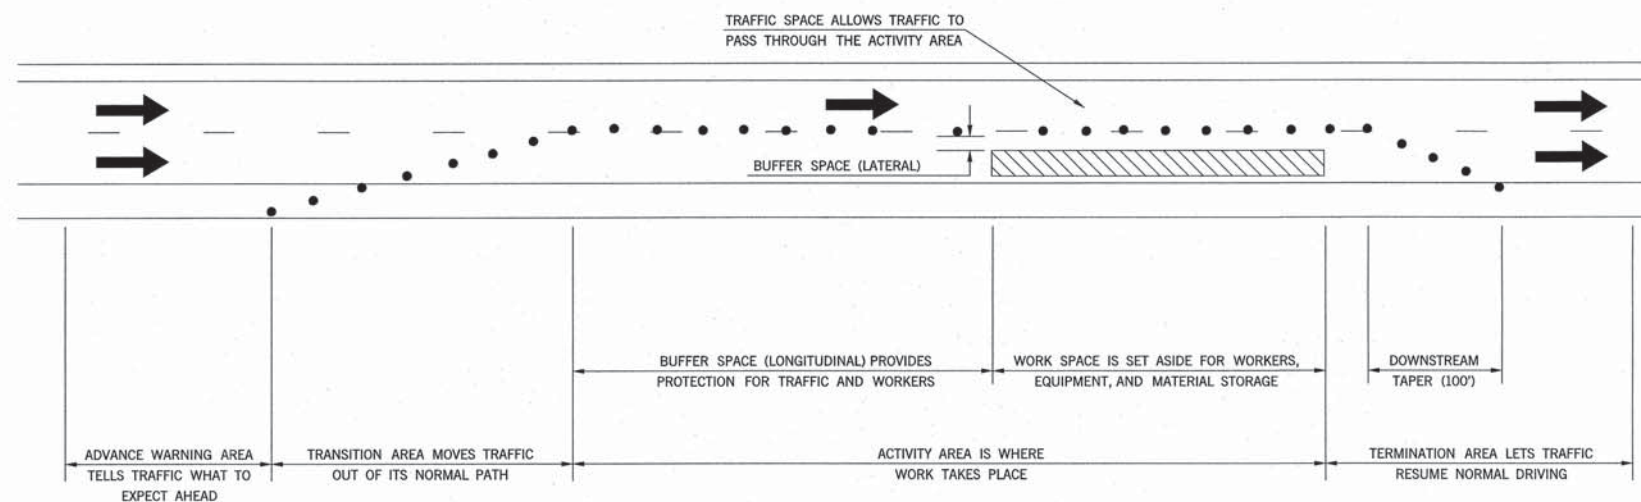 TRAFFIC SPACE ALLOWS TRAFFIC TO
PASS THROUGH THE ACTIVITY AREA
BUFFER SPACE (LATERAL)
BUFFER SPACE (LONGITUDINAL) PROVIDES
PROTECTION FOR TRAFFIC AND WORKERS
WORK SPACE IS SET ASIDE FOR WORKERS,
EQUIPMENT, AND MATERIAL STORAGE
DOWNSTREAM
TAPER (100')
ADVANCE WARNING AREA
TELLS TRAFFIC WHAT TO
EXPECT AHEAD
TRANSITION AREA MOVES TRAFFIC
OUT OF ITS NORMAL PATH
ACTIVITY AREA IS WHERE
WORK TAKES PLACE
TERMINATION AREA LETS TRAFFIC
RESUME NORMAL DRIVING